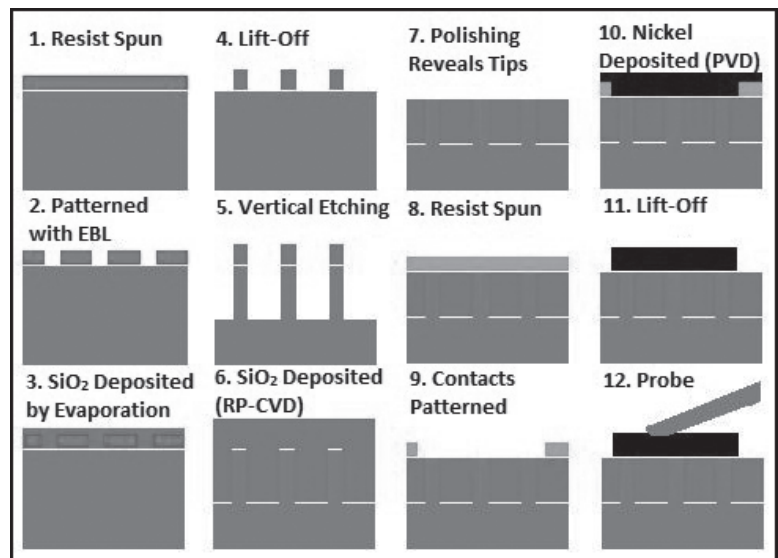 1. Resist Spun
2. Patterned
with EBL
3. SiO₂ Deposited
by Evaporation
4. Lift-Off
5. Vertical Etching
6. SiO₂ Deposited
(RP-CVD)
7. Polishing
Reveals Tips
8. Resist Spun
9. Contacts
Patterned
10. Nickel
Deposited (PVD)
11. Lift-Off
12. Probe